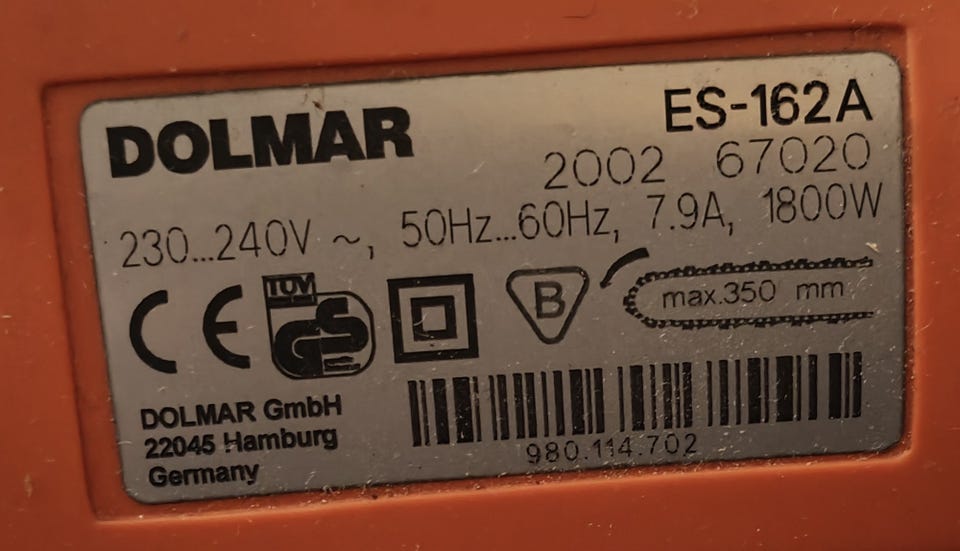 DOLMAR
ES-162A
2002 67020
230...240V ~, 50Hz...60Hz, 7.9A, 1800W
CE
TÜV
GS
B
max.350 mm
DOLMAR GmbH
22045 Hamburg
Germany
980.114.702